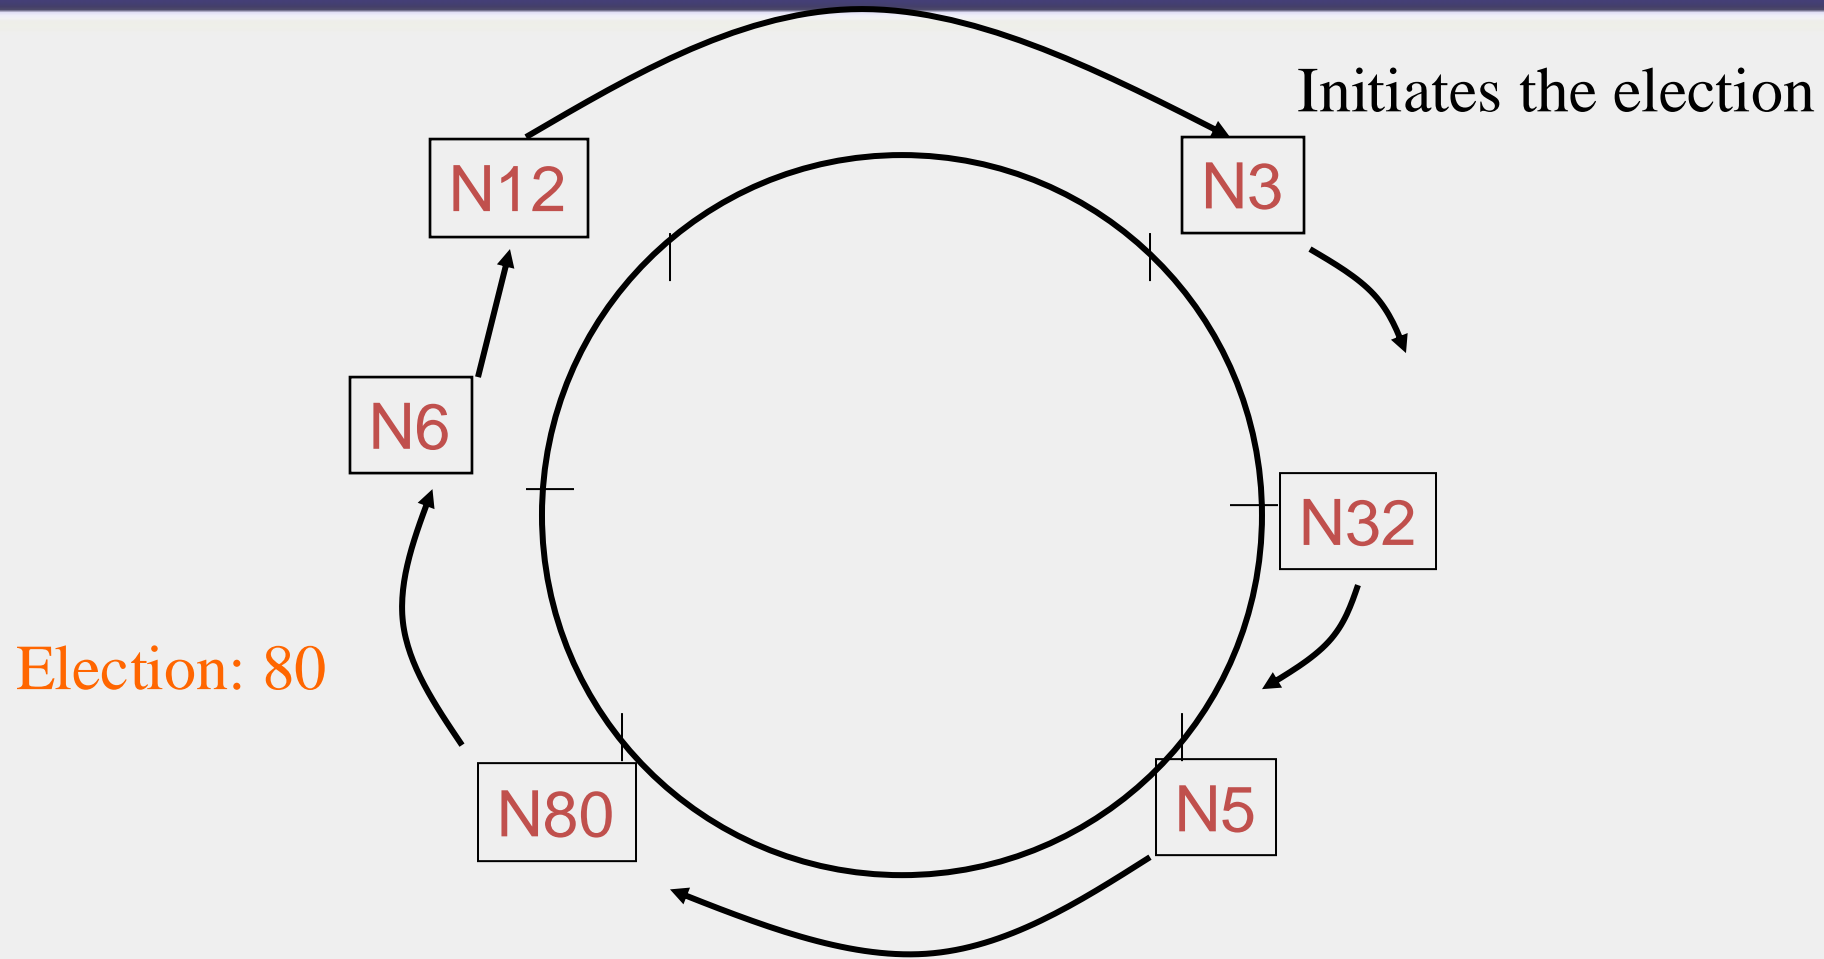 Initiates the election
N12
N3
N6
N32
Election: 80
N80
N5